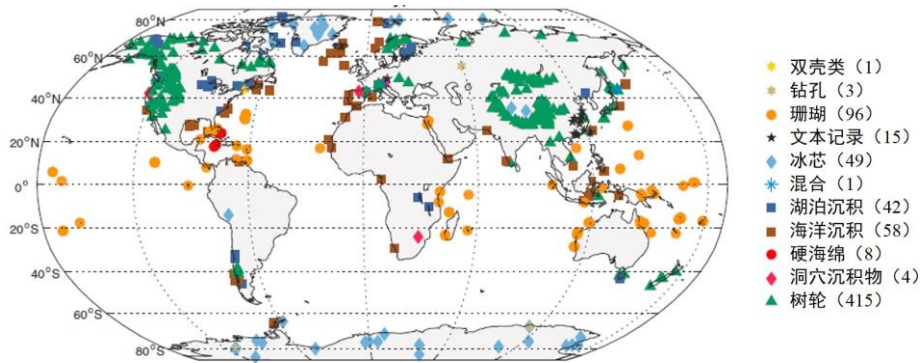 80°N
60°N
40°N
20°N
0°
20°S
40°S
60°S
80°S
双壳类（1）
钻孔（3）
珊瑚（96）
文本记录（15）
冰芯（49）
混合（1）
湖泊沉积（42）
海洋沉积（58）
硬海绵（8）
洞穴沉积物（4）
树轮（415）